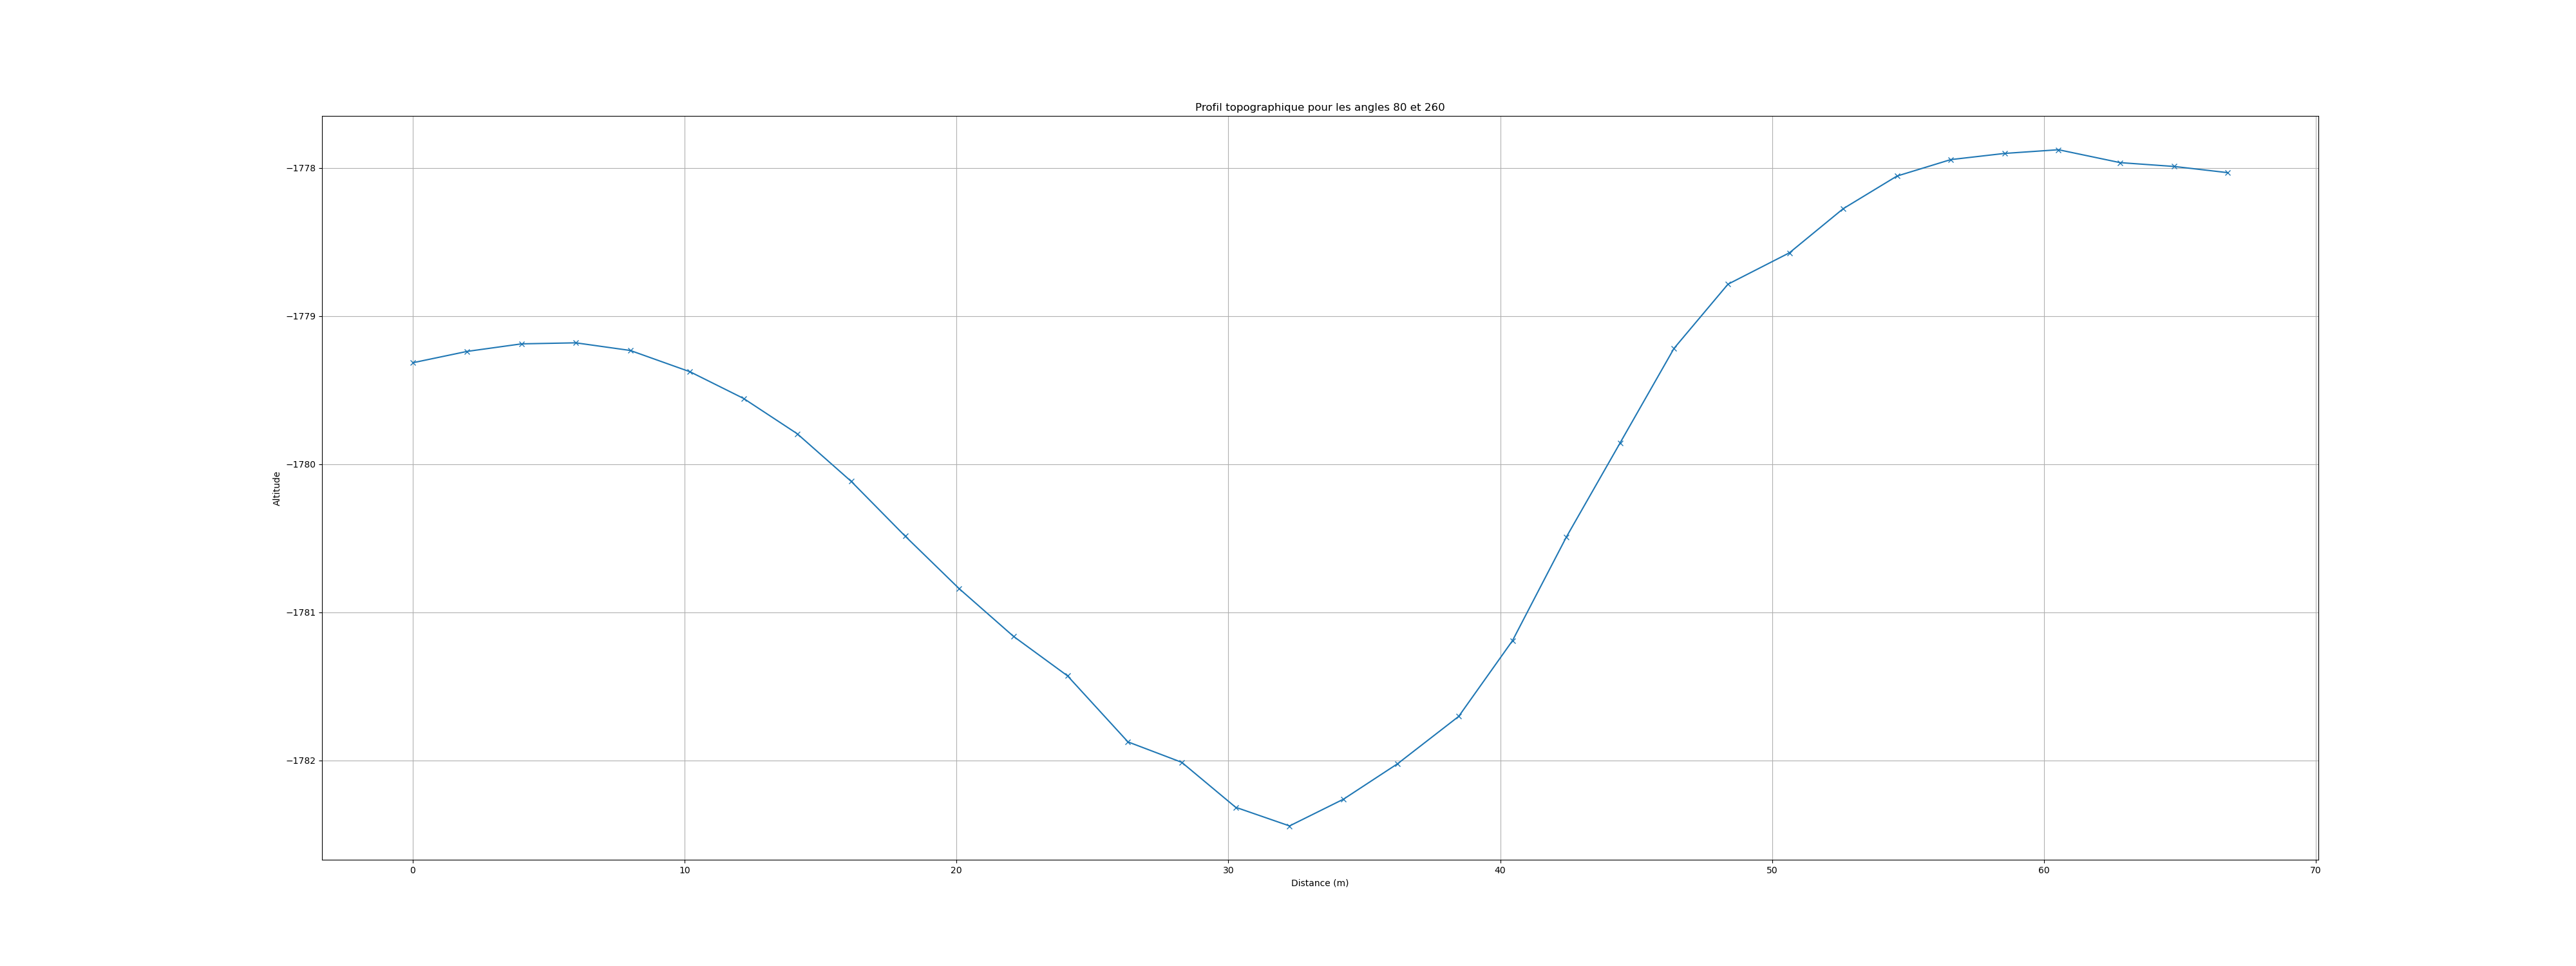 Profil topographique pour les angles 80 et 260
Altitude
−1778
−1779
−1780
−1781
−1782
0 10 20 30 40 50 60 70
Distance (m)